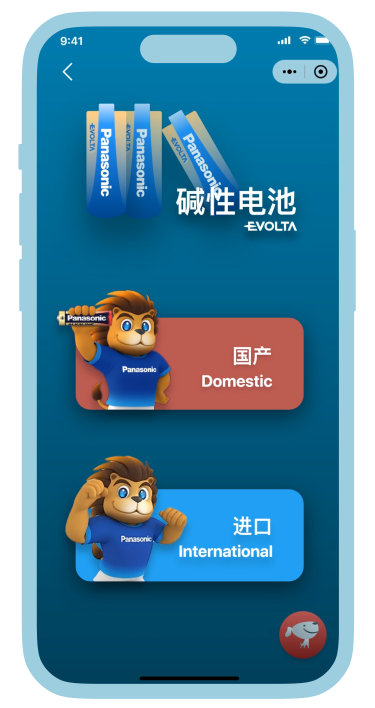 9:41
EVOLTA
Panasonic
EVOLTA
Panasonic
EVOLTA
Panasonic
碱性电池
EVOLTA
Panasonic
Panasonic
国产
Domestic
Panasonic
进口
International